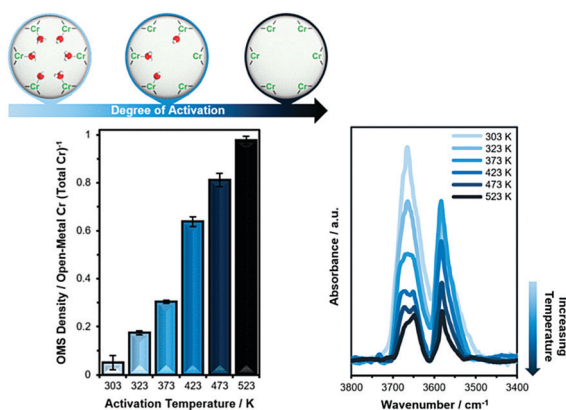 Cr Cr
Cr Cr
Cr Cr
Cr Cr
Cr Cr
Cr Cr
Cr Cr
Cr Cr
Cr Cr
Degree of Activation
OMS Density / Open-Metal Cr (Total Cr)⁻¹
1
0.8
0.6
0.4
0.2
0
303 323 373 423 473 523
Activation Temperature / K
Absorbance / a.u.
303 K
323 K
373 K
423 K
473 K
523 K
Increasing
Temperature
3800 3700 3600 3500 3400
Wavenumber / cm⁻¹